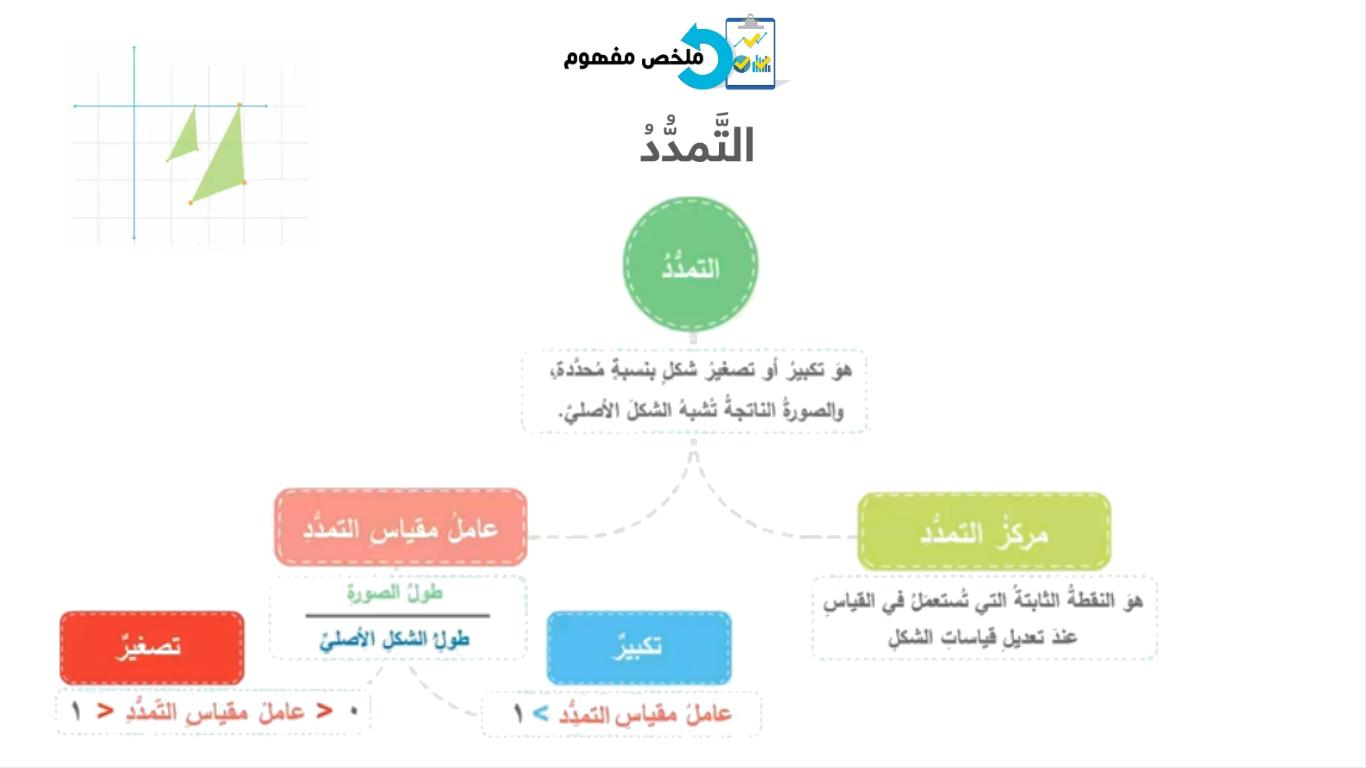 ملخص مفهوم
التَّمدُّدُ
التمدُّدُ
هوَ تكبيرُ أو تصغيرُ شكلٍ بنسبةٍ مُحدَّدةٍ،
والصورةُ الناتجةُ تُشبهُ الشكلَ الأصليَّ.
مركزُ التمدُّدِ
هوَ النقطةُ الثابتةُ التي تُستعمَلُ في القياسِ
عندَ تعديلِ قياساتِ الشكلِ
عاملُ مقياسِ التمدُّدِ
طولُ الصورةِ
طولُ الشكلِ الأصليِّ
تكبيرٌ
عاملُ مقياسِ التمدُّدِ > ١
تصغيرٌ
٠ < عاملُ مقياسِ التَّمدُّدِ < ١